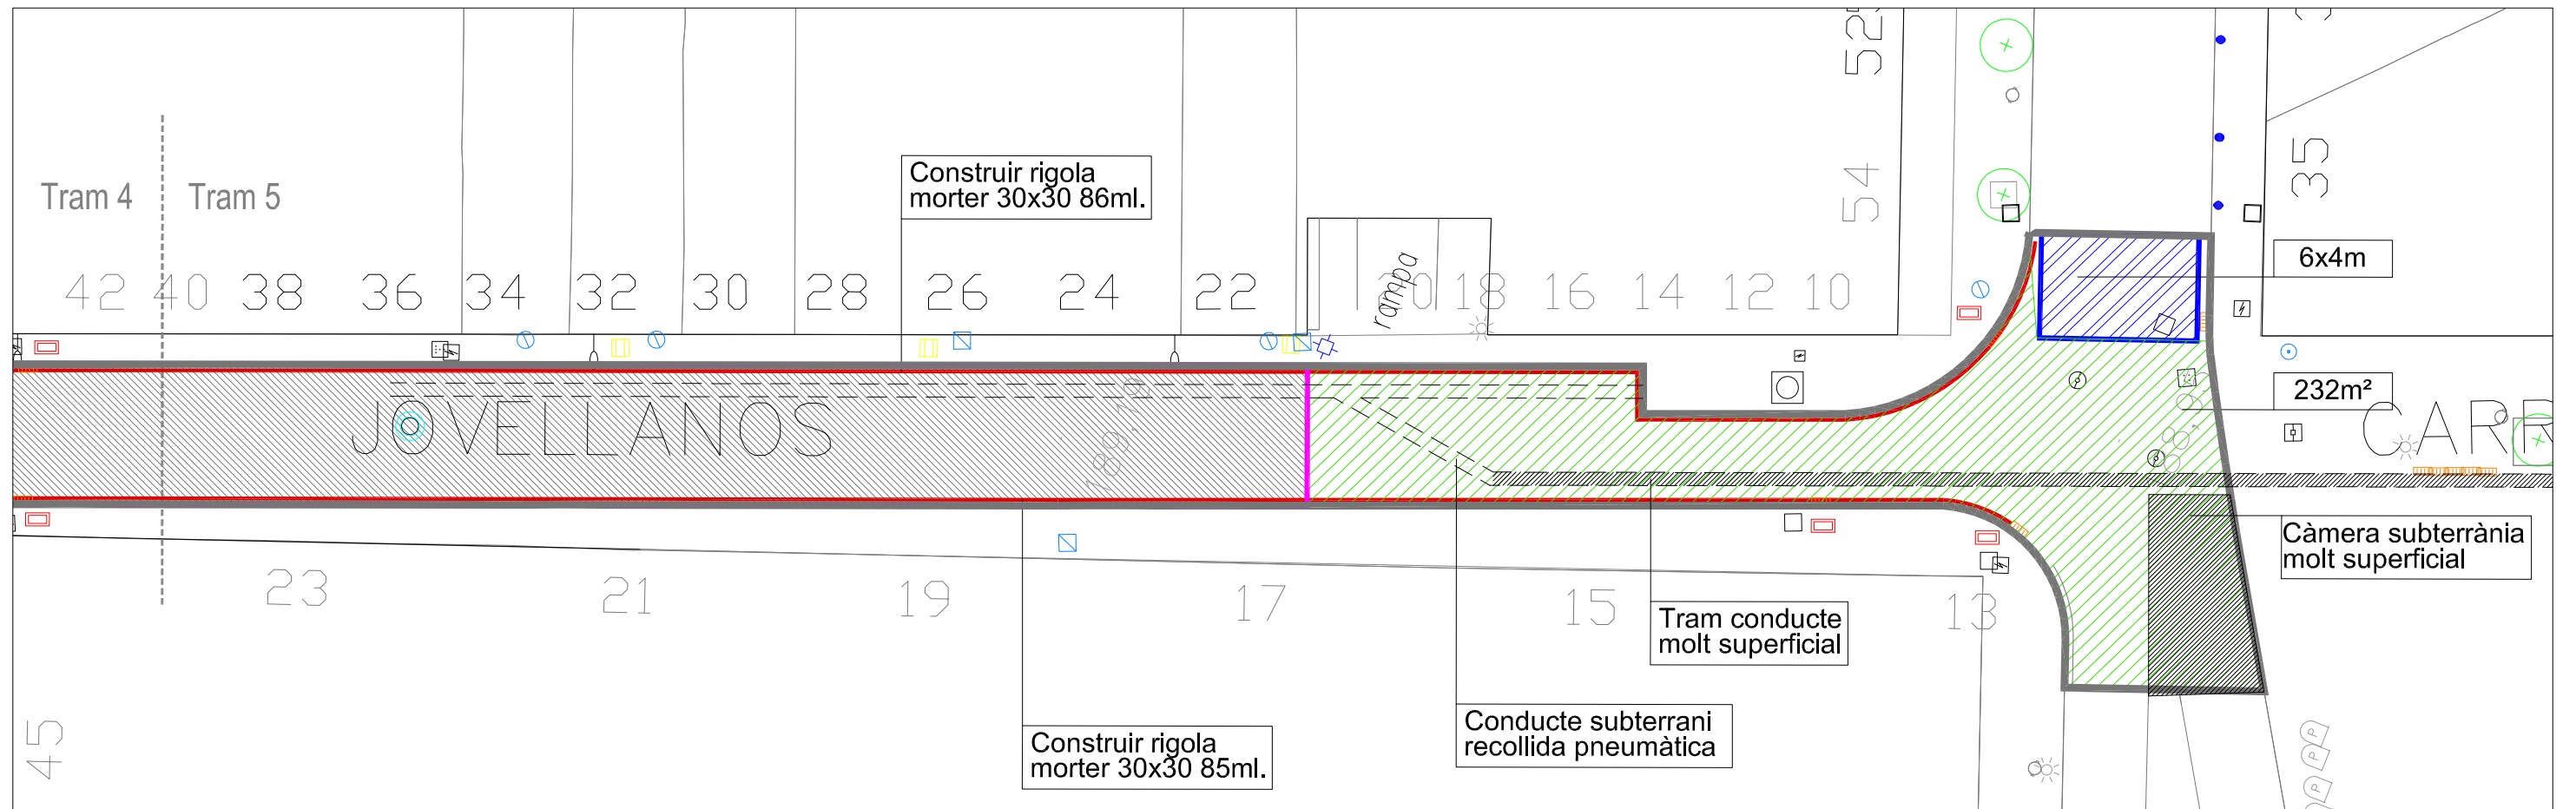 52
54
35
Construir rigola
morter 30x30 86ml.
Tram 4
Tram 5
6x4m
42 40 38 36 34 32 30 28 26 24 22
rampa
18 16 14 12 10
232m²
JOVELLANOS
189,19
CARR
Càmera subterrània
molt superficial
23 21 19 17 15 13
Tram conducte
molt superficial
Conducte subterrani
recollida pneumàtica
Construir rigola
morter 30x30 85ml.
45
P
P
P